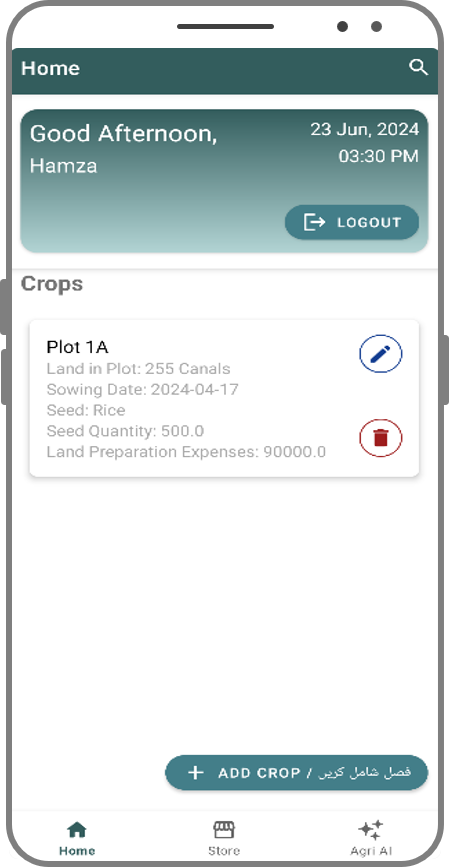 Home
Good Afternoon,
Hamza
23 Jun, 2024
03:30 PM
LOGOUT
Crops
Plot 1A
Land in Plot: 255 Canals
Sowing Date: 2024-04-17
Seed: Rice
Seed Quantity: 500.0
Land Preparation Expenses: 90000.0
ADD CROP / فصل شامل کریں
Home
Store
Agri AI